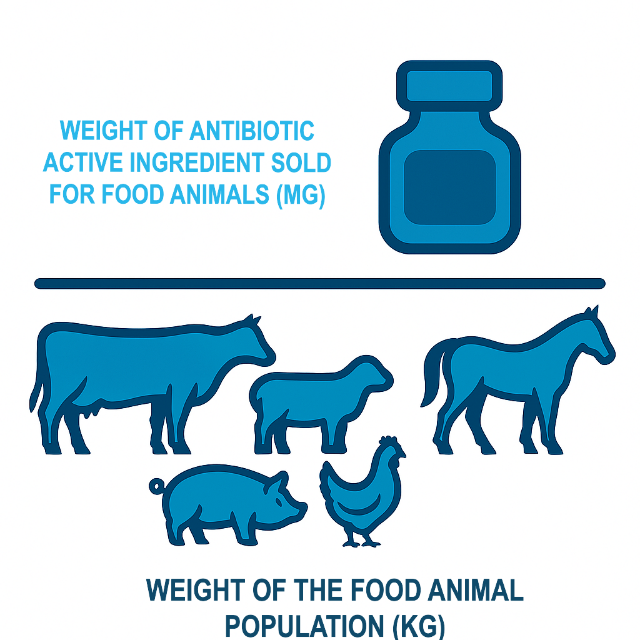 WEIGHT OF ANTIBIOTIC
ACTIVE INGREDIENT SOLD
FOR FOOD ANIMALS (MG)
WEIGHT OF THE FOOD ANIMAL
POPULATION (KG)